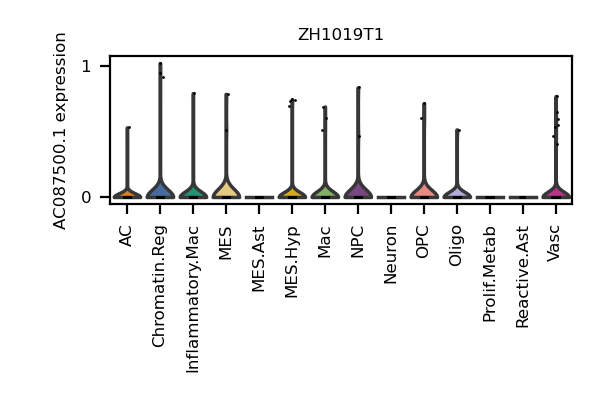 ZH1019T1
AC087500.1 expression
1
0
AC
Chromatin.Reg
Inflammatory.Mac
MES
MES.Ast
MES.Hyp
Mac
NPC
Neuron
OPC
Oligo
Prolif.Metab
Reactive.Ast
Vasc